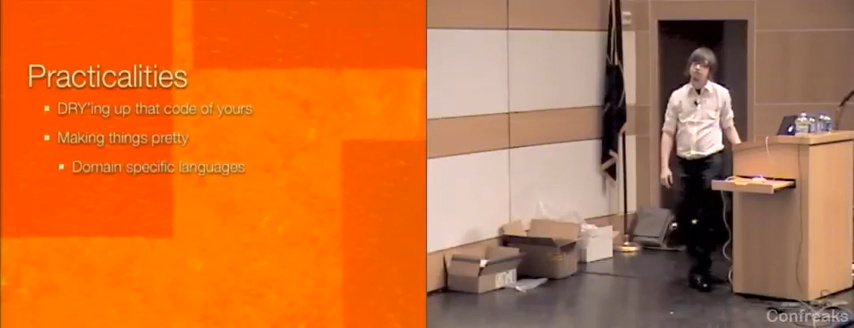 Practicalities
DRY'ing up that code of yours
Making things pretty
Domain specific languages
Confreaks